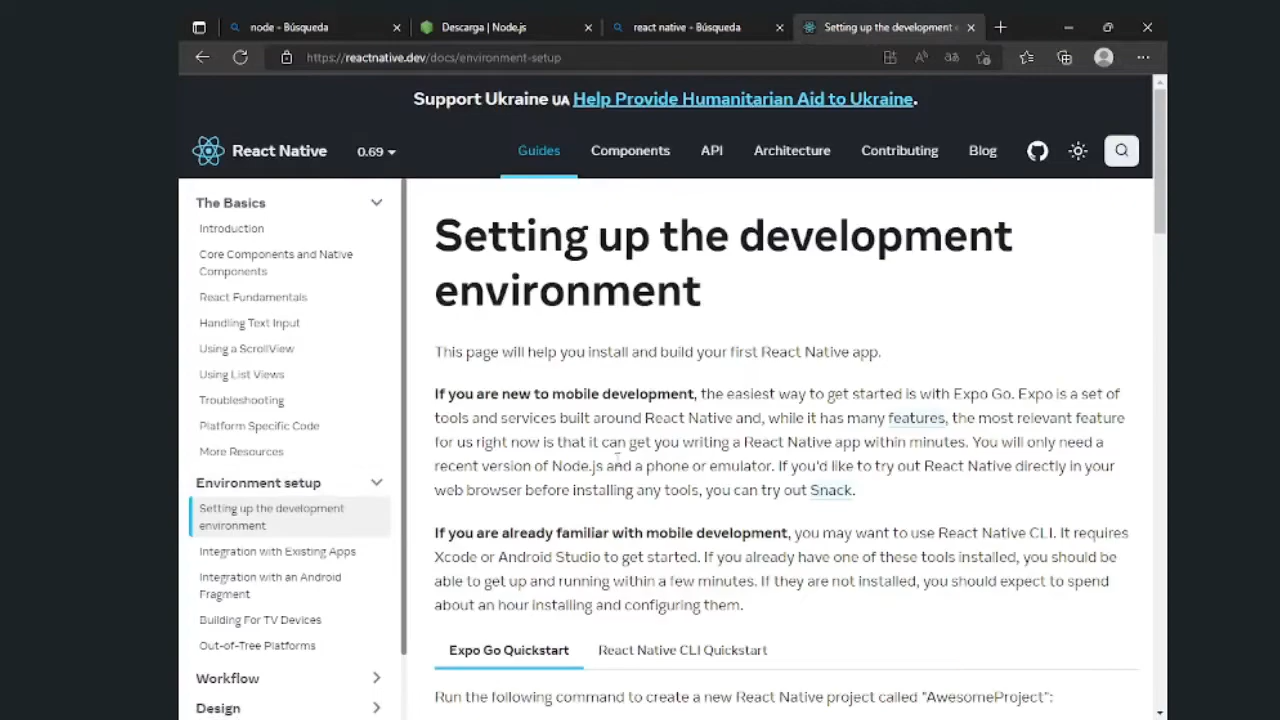 node - Búsqueda
Descarga | Node.js
react native - Búsqueda
Setting up the development
https://reactnative.dev/docs/environment-setup
Support Ukraine UA Help Provide Humanitarian Aid to Ukraine.
React Native
0.69
Guides
Components
API
Architecture
Contributing
Blog
The Basics
Introduction
Core Components and Native
Components
React Fundamentals
Handling Text Input
Using a ScrollView
Using List Views
Troubleshooting
Platform Specific Code
More Resources
Environment setup
Setting up the development
environment
Integration with Existing Apps
Integration with an Android
Fragment
Building For TV Devices
Out-of-Tree Platforms
Workflow
Design
Setting up the development
environment
This page will help you install and build your first React Native app.
If you are new to mobile development, the easiest way to get started is with Expo Go. Expo is a set of
tools and services built around React Native and, while it has many features, the most relevant feature
for us right now is that it can get you writing a React Native app within minutes. You will only need a
recent version of Node.js and a phone or emulator. If you'd like to try out React Native directly in your
web browser before installing any tools, you can try out Snack.
If you are already familiar with mobile development, you may want to use React Native CLI. It requires
Xcode or Android Studio to get started. If you already have one of these tools installed, you should be
able to get up and running within a few minutes. If they are not installed, you should expect to spend
about an hour installing and configuring them.
Expo Go Quickstart
React Native CLI Quickstart
Run the following command to create a new React Native project called "AwesomeProject":